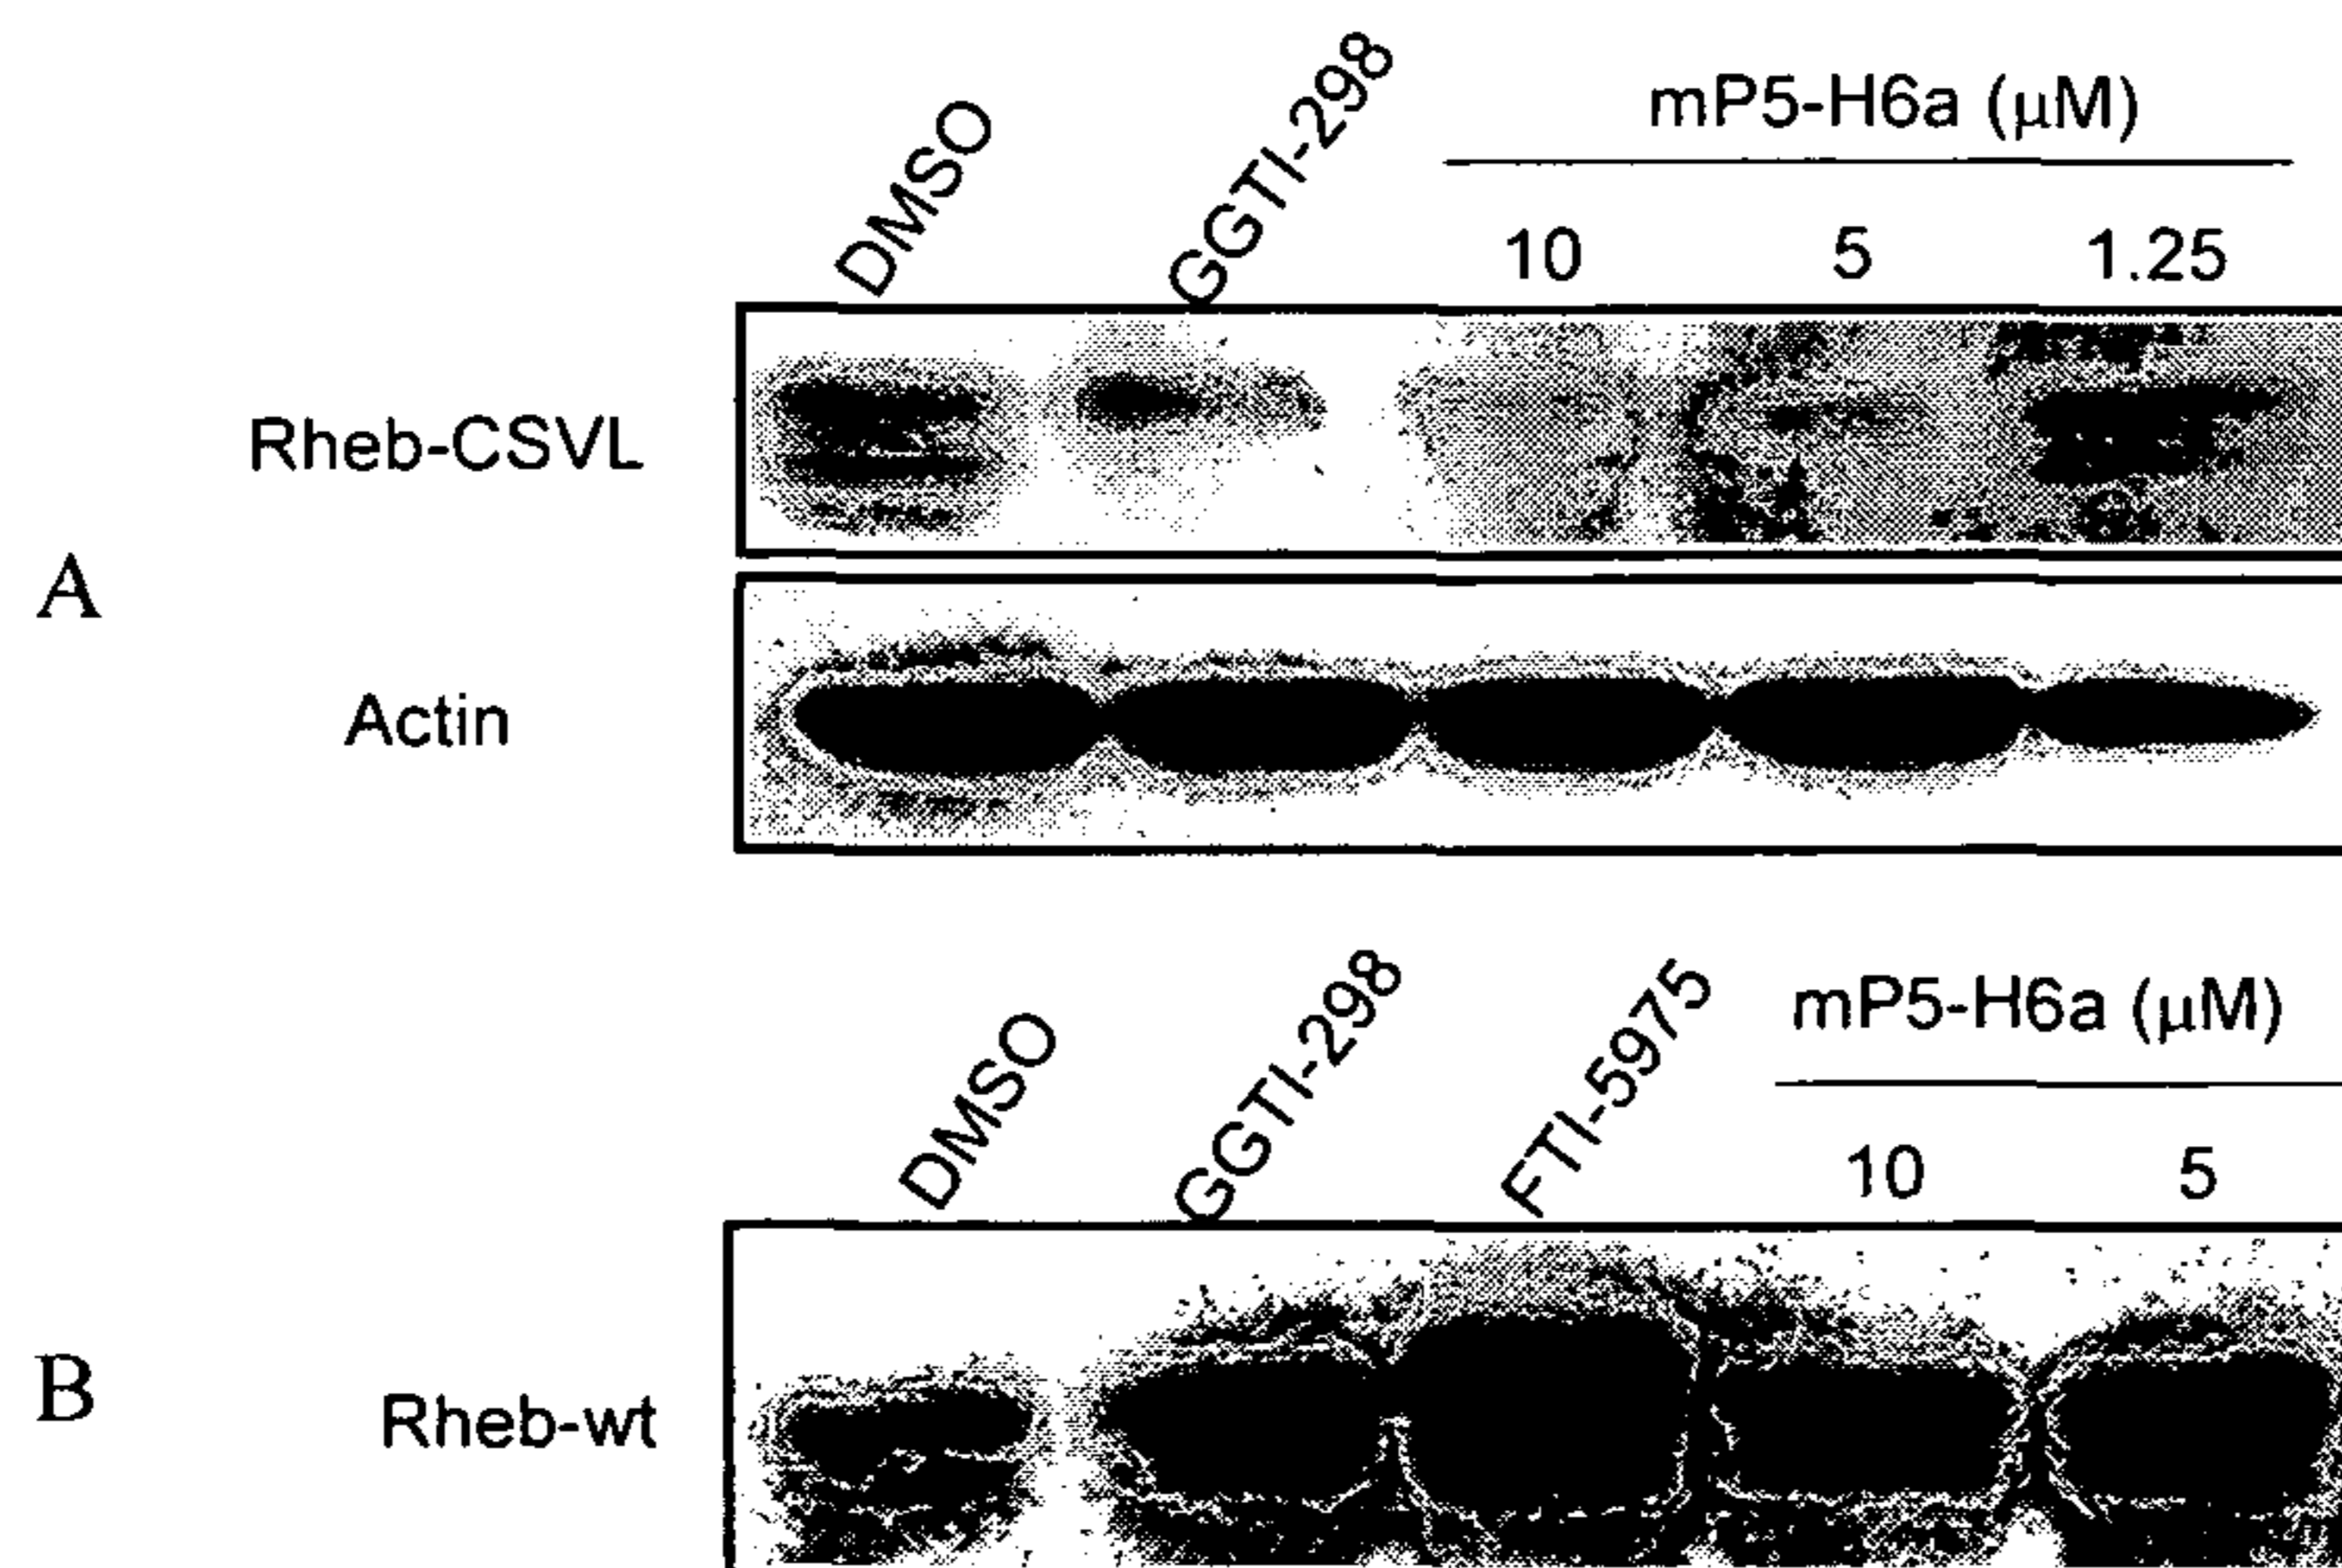 DMSO
GGTI-298
mP5-H6a (μM)
10
5
1.25
Rheb-CSVL
A
Actin
DMSO
GGTI-298
FTI-5975
mP5-H6a (μM)
10
5
B
Rheb-wt